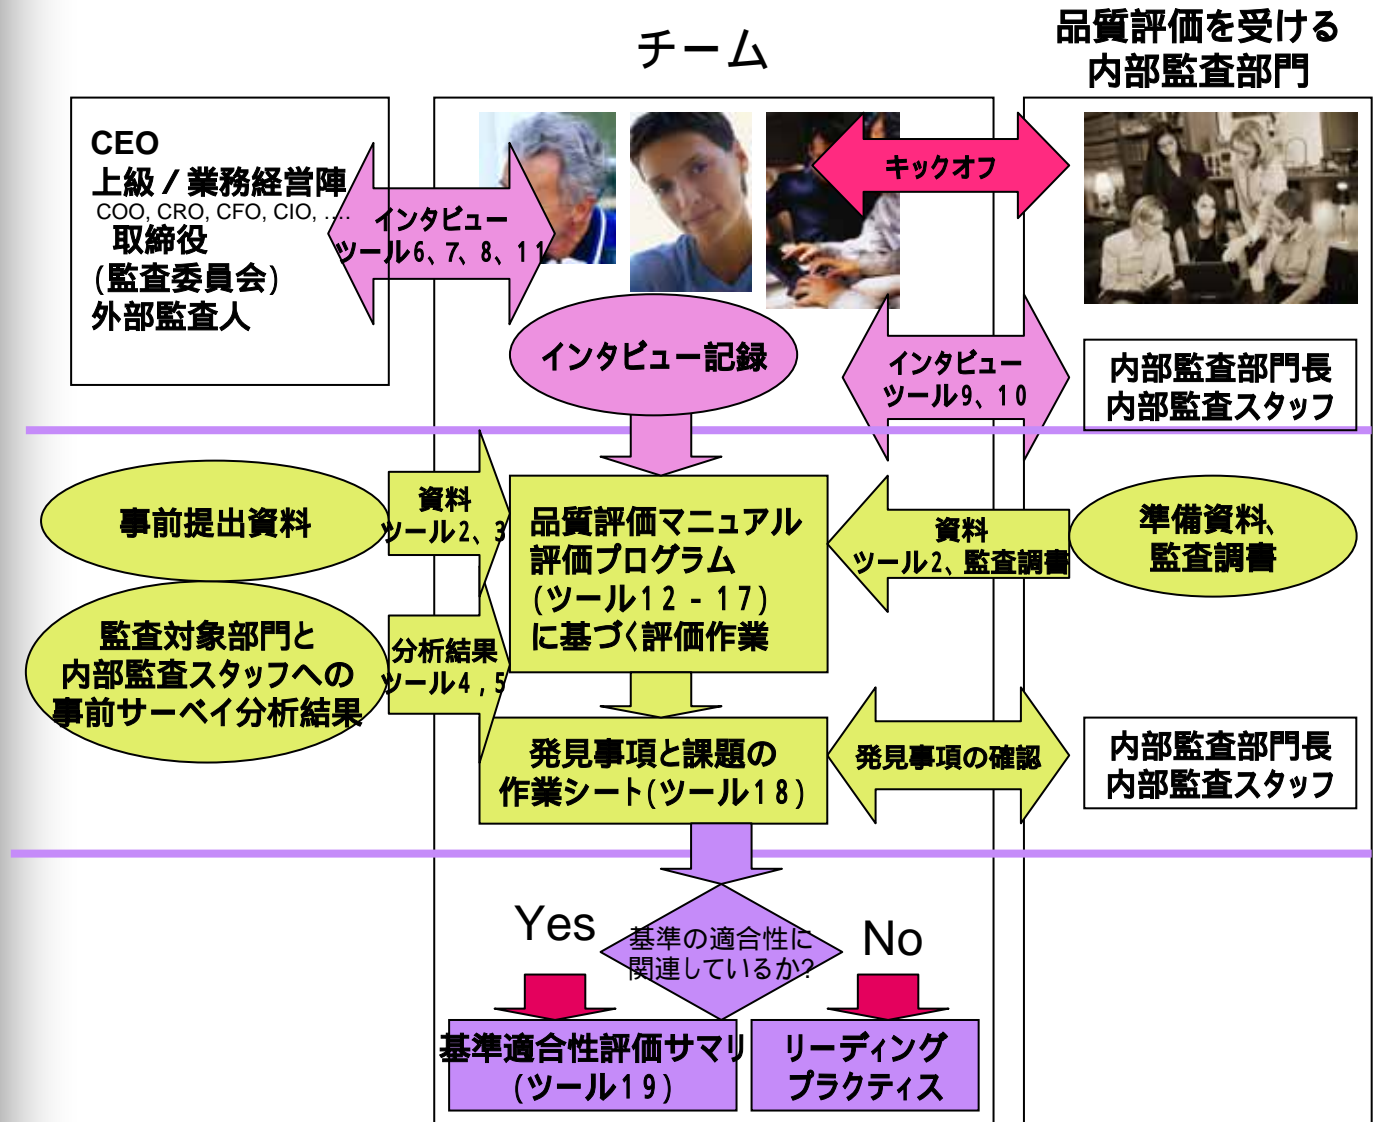 チーム
品質評価を受ける
内部監査部門
CEO
上級 / 業務経営陣
COO, CRO, CFO, CIO, ....
取締役
(監査委員会)
外部監査人
インタビュー
ツール6、7、8、11
キックオフ
インタビュー記録
インタビュー
ツール9、10
内部監査部門長
内部監査スタッフ
事前提出資料
資料
ツール2、3
品質評価マニュアル
評価プログラム
(ツール12 - 17)
に基づく評価作業
資料
ツール2、監査調書
準備資料、
監査調書
監査対象部門と
内部監査スタッフへの
事前サーベイ分析結果
分析結果
ツール4 , 5
発見事項と課題の
作業シート(ツール18)
発見事項の確認
内部監査部門長
内部監査スタッフ
Yes
基準の適合性に
関連しているか?
No
基準適合性評価サマリ
(ツール19)
リーディング
プラクティス